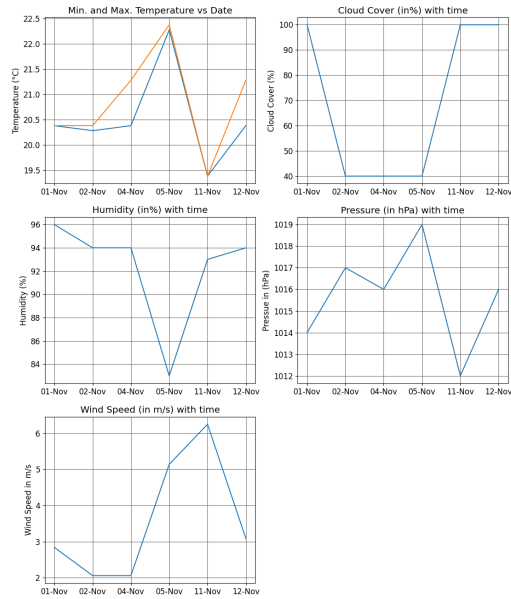 Min. and Max. Temperature vs Date
Temperature (°C)
22.5
22.0
21.5
21.0
20.5
20.0
19.5
01-Nov 02-Nov 04-Nov 05-Nov 11-Nov 12-Nov
Cloud Cover (in%) with time
Cloud Cover (%)
100
90
80
70
60
50
40
01-Nov 02-Nov 04-Nov 05-Nov 11-Nov 12-Nov
Humidity (in%) with time
Humidity (%)
96
94
92
90
88
86
84
01-Nov 02-Nov 04-Nov 05-Nov 11-Nov 12-Nov
Pressure (in hPa) with time
Pressue in (hPa)
1019
1018
1017
1016
1015
1014
1013
1012
01-Nov 02-Nov 04-Nov 05-Nov 11-Nov 12-Nov
Wind Speed (in m/s) with time
Wind Speed in m/s
6
5
4
3
2
01-Nov 02-Nov 04-Nov 05-Nov 11-Nov 12-Nov